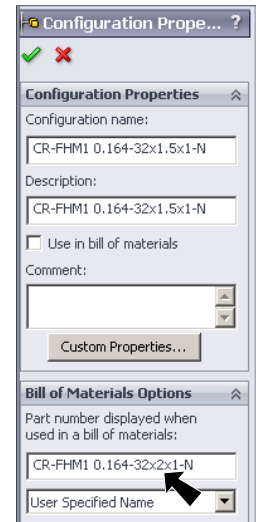 Configuration Prope... ?
Configuration Properties
Configuration name:
CR-FHM1 0.164-32x1.5x1-N
Description:
CR-FHM1 0.164-32x1.5x1-N
Use in bill of materials
Comment:
Custom Properties...
Bill of Materials Options
Part number displayed when
used in a bill of materials:
CR-FHM1 0.164-32x2x1-N
User Specified Name